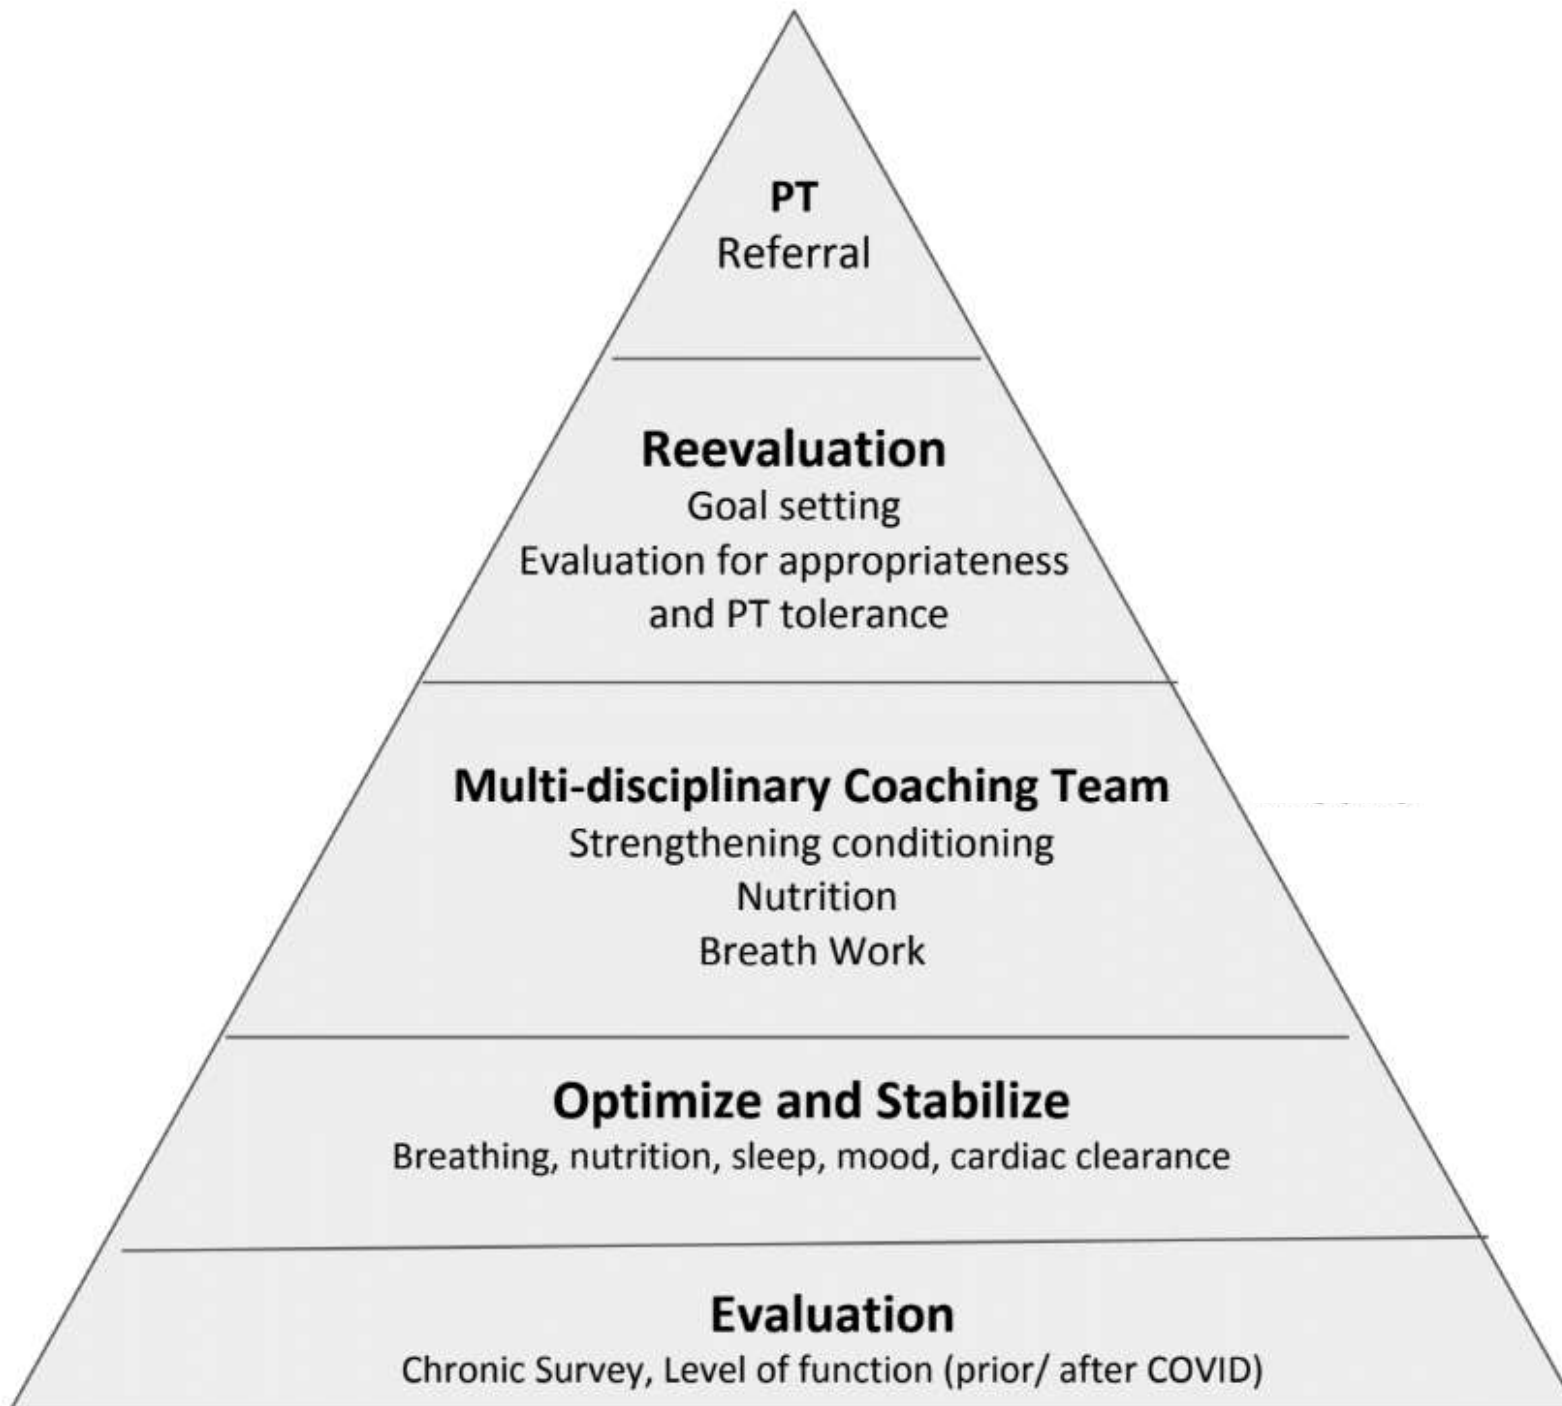 PT
Referral
Reevaluation
Goal setting
Evaluation for appropriateness
and PT tolerance
Multi-disciplinary Coaching Team
Strengthening conditioning
Nutrition
Breath Work
Optimize and Stabilize
Breathing, nutrition, sleep, mood, cardiac clearance
Evaluation
Chronic Survey, Level of function (prior/ after COVID)